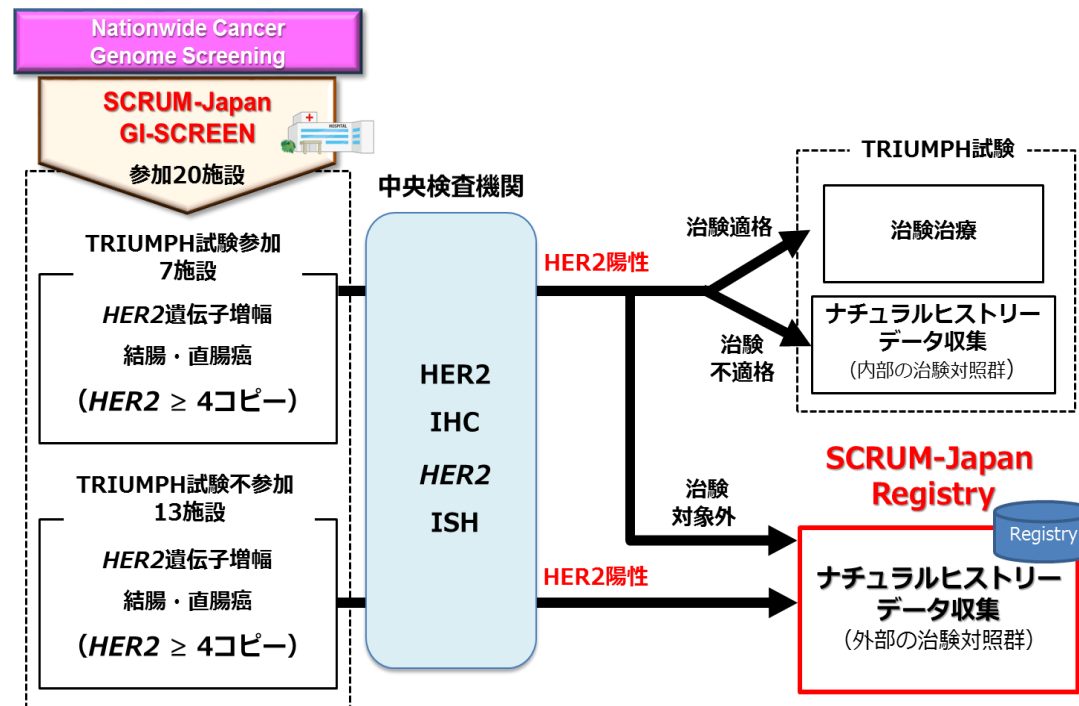 Nationwide Cancer
Genome Screening
SCRUM-Japan
GI-SCREEN
HOSPITAL
参加20施設
TRIUMPH試験参加
7施設
HER2遺伝子増幅
結腸・直腸癌
（HER2 ≥ 4コピー）
TRIUMPH試験不参加
13施設
HER2遺伝子増幅
結腸・直腸癌
（HER2 ≥ 4コピー）
中央検査機関
HER2
IHC
HER2
ISH
HER2陽性
HER2陽性
治験適格
治験
不適格
治験
対象外
TRIUMPH試験
治験治療
ナチュラルヒストリー
データ収集
（内部の治験対照群）
SCRUM-Japan
Registry
Registry
ナチュラルヒストリー
データ収集
（外部の治験対照群）